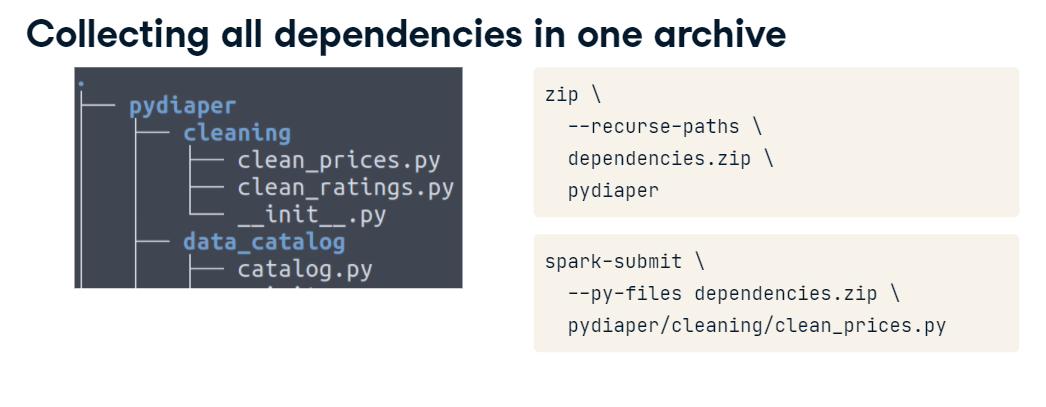 Collecting all dependencies in one archive
.
pydiaper
cleaning
clean_prices.py
clean_ratings.py
__init__.py
data_catalog
catalog.py
zip \
--recurse-paths \
dependencies.zip \
pydiaper
spark-submit \
--py-files dependencies.zip \
pydiaper/cleaning/clean_prices.py